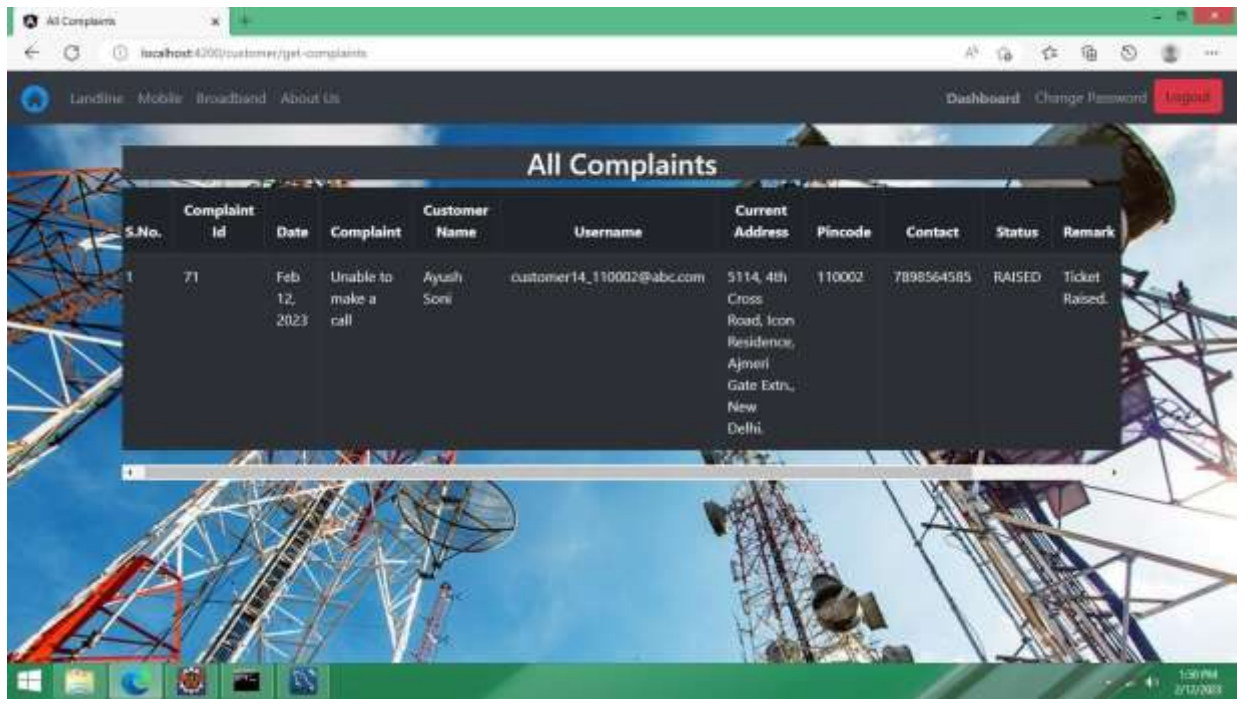 All Complaints
localhost:4200/customer/get-complaints
Landline Mobile Broadband About Us Dashboard Change Password Logout
All Complaints
S.No. Complaint Id Date Complaint Customer Name Username Current Address Pincode Contact Status Remark
1 71 Feb 12, 2023 Unable to make a call Ayush Soni customer14_110002@abc.com 5114, 4th Cross Road, Icon Residence, Ajmeri Gate Extn., New Delhi. 110002 7898564585 RAISED Ticket Raised.
1:30 PM
2/12/2023